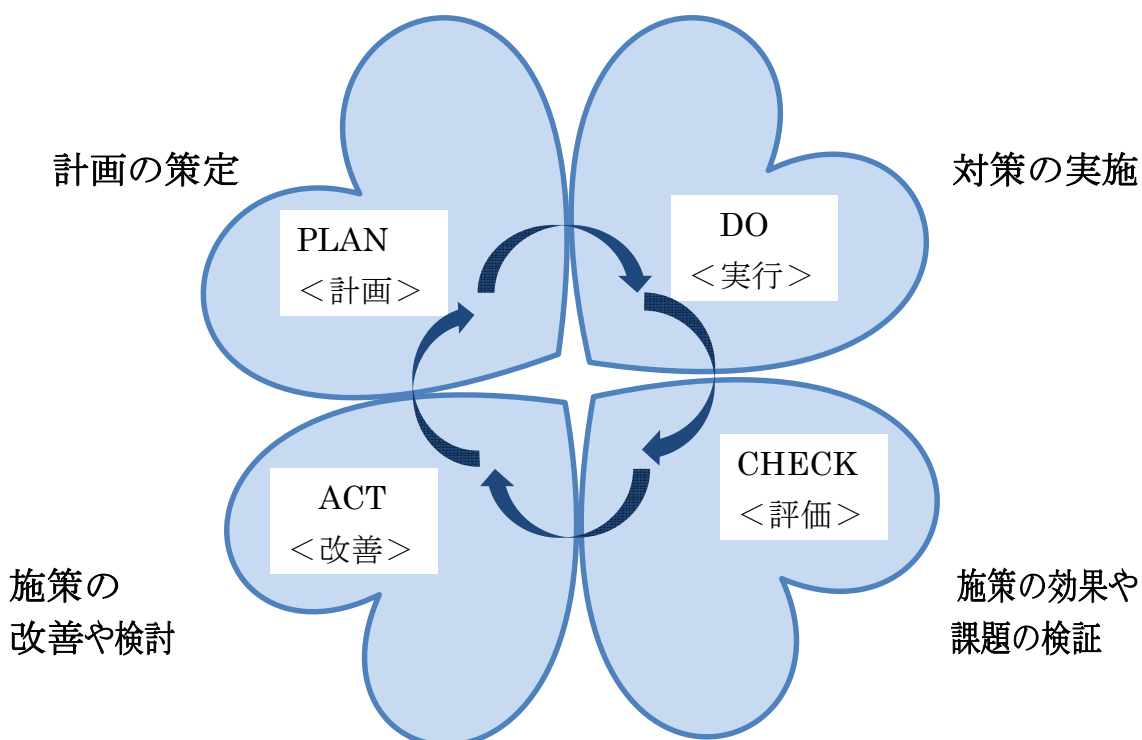 計画の策定
PLAN
＜計画＞
対策の実施
DO
＜実行＞
CHECK
＜評価＞
施策の効果や
課題の検証
ACT
＜改善＞
施策の
改善や検討